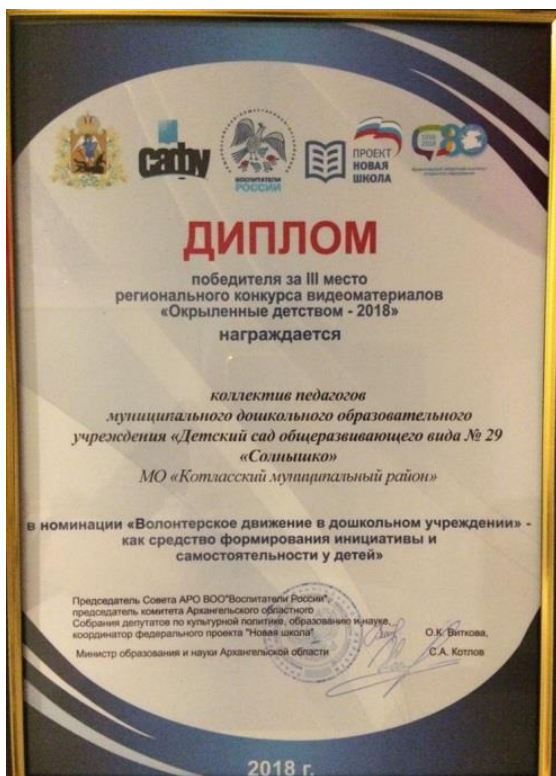 сафу
ВОСПИТАТЕЛИ
РОССИИ
ПРОЕКТ
НОВАЯ
ШКОЛА
80
ДИПЛОМ
победителя за III место
регионального конкурса видеоматериалов
«Окрыленные детством - 2018»
награждается
коллектив педагогов
муниципального дошкольного образовательного
учреждения «Детский сад общеразвивающего вида № 29
«Солнышко»
МО «Котласский муниципальный район»
в номинации «Волонтерское движение в дошкольном учреждении» -
как средство формирования инициативы и
самостоятельности у детей»
Председатель Совета АРО ВОО"Воспитатели России",
председатель комитета Архангельского областного
Собрания депутатов по культурной политике, образованию и науке,
координатор федерального проекта "Новая школа"
О.К. Виткова,
Министр образования и науки Архангельской области
С.А. Котлов
2018 г.